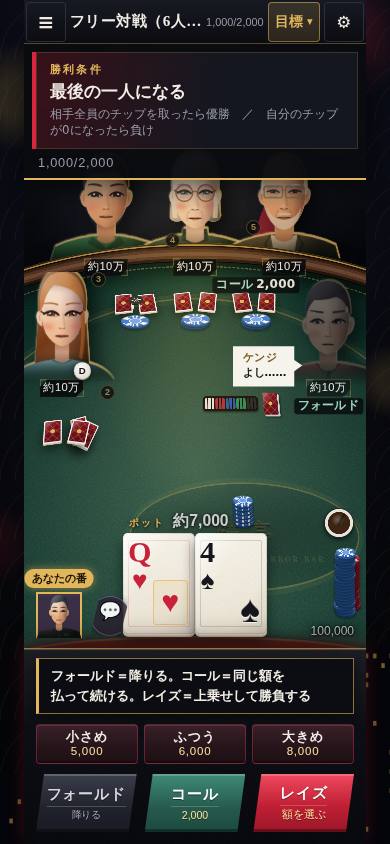 フリー対戦（6人… 1,000/2,000 目標 ▾
勝利条件
最後の一人になる
相手全員のチップを取ったら優勝　／　自分のチップ
が0になったら負け
1,000/2,000
4
5
約10万 約10万 約10万
3
コール 2,000
D
約10万
2
ケンジ
よし……
約10万
フォールド
ポット 約7,000
Q
4
あなたの番
100,000
フォールド＝降りる。コール＝同じ額を
払って続ける。レイズ＝上乗せして勝負する
小さめ ふつう 大きめ
5,000 6,000 8,000
フォールド コール レイズ
降りる 2,000 額を選ぶ